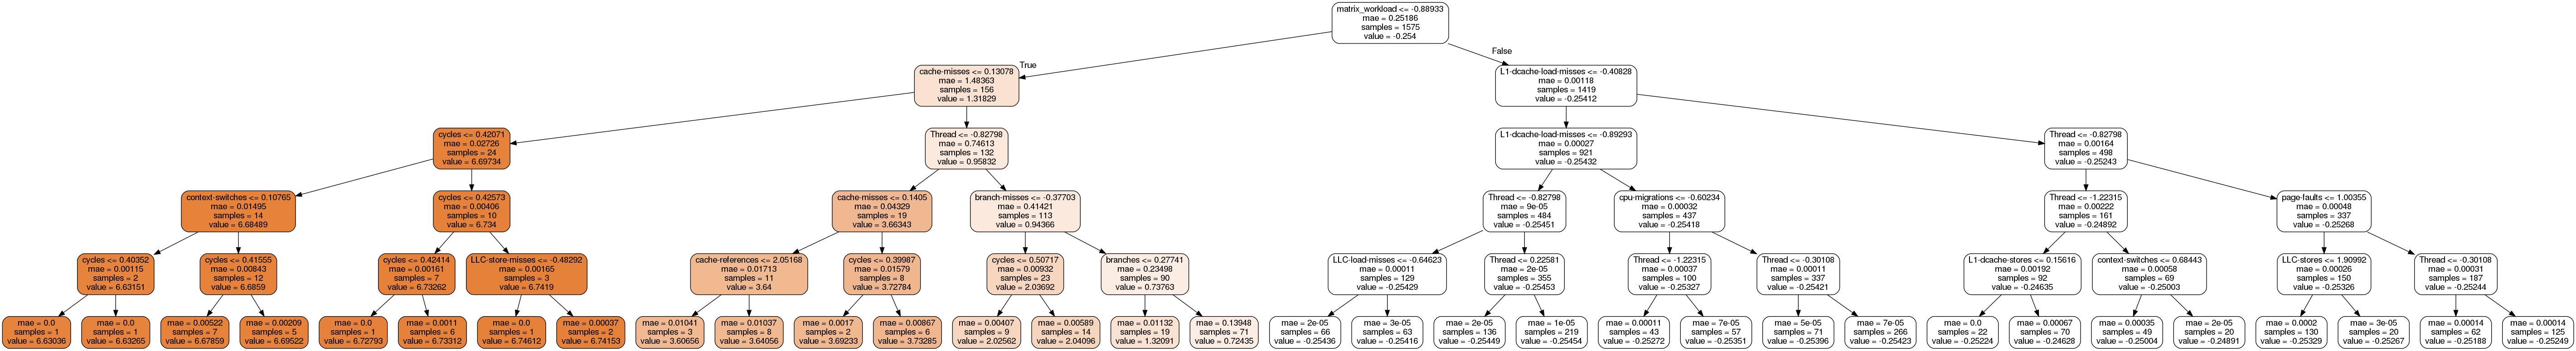 matrix_workload <= -0.88933
mae = 0.25186
samples = 1575
value = -0.254
True
False
cache-misses <= 0.13078
mae = 1.48363
samples = 156
value = 1.31829
L1-dcache-load-misses <= -0.40828
mae = 0.00118
samples = 1419
value = -0.25412
cycles <= 0.42071
mae = 0.02726
samples = 24
value = 6.69734
Thread <= -0.82798
mae = 0.74613
samples = 132
value = 0.95832
L1-dcache-load-misses <= -0.89293
mae = 0.00027
samples = 921
value = -0.25432
Thread <= -0.82798
mae = 0.00164
samples = 498
value = -0.25243
context-switches <= 0.10765
mae = 0.01495
samples = 14
value = 6.68489
cycles <= 0.42573
mae = 0.00406
samples = 10
value = 6.734
cache-misses <= 0.1405
mae = 0.04329
samples = 19
value = 3.66343
branch-misses <= -0.37703
mae = 0.41421
samples = 113
value = 0.94366
Thread <= -0.82798
mae = 9e-05
samples = 484
value = -0.25451
cpu-migrations <= -0.60234
mae = 0.00032
samples = 437
value = -0.25418
Thread <= -1.22315
mae = 0.00222
samples = 161
value = -0.24892
page-faults <= 1.00355
mae = 0.00048
samples = 337
value = -0.25268
cycles <= 0.40352
mae = 0.00115
samples = 2
value = 6.63151
cycles <= 0.41555
mae = 0.00843
samples = 12
value = 6.6859
cycles <= 0.42414
mae = 0.00161
samples = 7
value = 6.73262
LLC-store-misses <= -0.48292
mae = 0.00165
samples = 3
value = 6.7419
cache-references <= 2.05168
mae = 0.01713
samples = 11
value = 3.64
cycles <= 0.39987
mae = 0.01579
samples = 8
value = 3.72784
cycles <= 0.50717
mae = 0.00932
samples = 23
value = 2.03692
branches <= 0.27741
mae = 0.23498
samples = 90
value = 0.73763
LLC-load-misses <= -0.64623
mae = 0.00011
samples = 129
value = -0.25429
Thread <= 0.22581
mae = 2e-05
samples = 355
value = -0.25453
Thread <= -1.22315
mae = 0.00037
samples = 100
value = -0.25327
Thread <= -0.30108
mae = 0.00011
samples = 337
value = -0.25421
L1-dcache-stores <= 0.15616
mae = 0.00192
samples = 92
value = -0.24635
context-switches <= 0.68443
mae = 0.00058
samples = 69
value = -0.25003
LLC-stores <= 1.90992
mae = 0.00026
samples = 150
value = -0.25326
Thread <= -0.30108
mae = 0.00031
samples = 187
value = -0.25244
mae = 0.0
samples = 1
value = 6.63036
mae = 0.0
samples = 1
value = 6.63265
mae = 0.00522
samples = 7
value = 6.67859
mae = 0.00209
samples = 5
value = 6.69522
mae = 0.0
samples = 1
value = 6.72793
mae = 0.0011
samples = 6
value = 6.73312
mae = 0.0
samples = 1
value = 6.74612
mae = 0.00037
samples = 2
value = 6.74153
mae = 0.01041
samples = 3
value = 3.60656
mae = 0.01037
samples = 8
value = 3.64056
mae = 0.0017
samples = 2
value = 3.69233
mae = 0.00867
samples = 6
value = 3.73285
mae = 0.00407
samples = 9
value = 2.02562
mae = 0.00589
samples = 14
value = 2.04096
mae = 0.01132
samples = 19
value = 1.32091
mae = 0.13948
samples = 71
value = 0.72435
mae = 2e-05
samples = 66
value = -0.25436
mae = 3e-05
samples = 63
value = -0.25416
mae = 2e-05
samples = 136
value = -0.25449
mae = 1e-05
samples = 219
value = -0.25454
mae = 0.00011
samples = 43
value = -0.25272
mae = 7e-05
samples = 57
value = -0.25351
mae = 5e-05
samples = 71
value = -0.25396
mae = 7e-05
samples = 266
value = -0.25423
mae = 0.0
samples = 22
value = -0.25224
mae = 0.00067
samples = 70
value = -0.24628
mae = 0.00035
samples = 49
value = -0.25004
mae = 2e-05
samples = 20
value = -0.24891
mae = 0.0002
samples = 130
value = -0.25329
mae = 3e-05
samples = 20
value = -0.25267
mae = 0.00014
samples = 62
value = -0.25188
mae = 0.00014
samples = 125
value = -0.25249